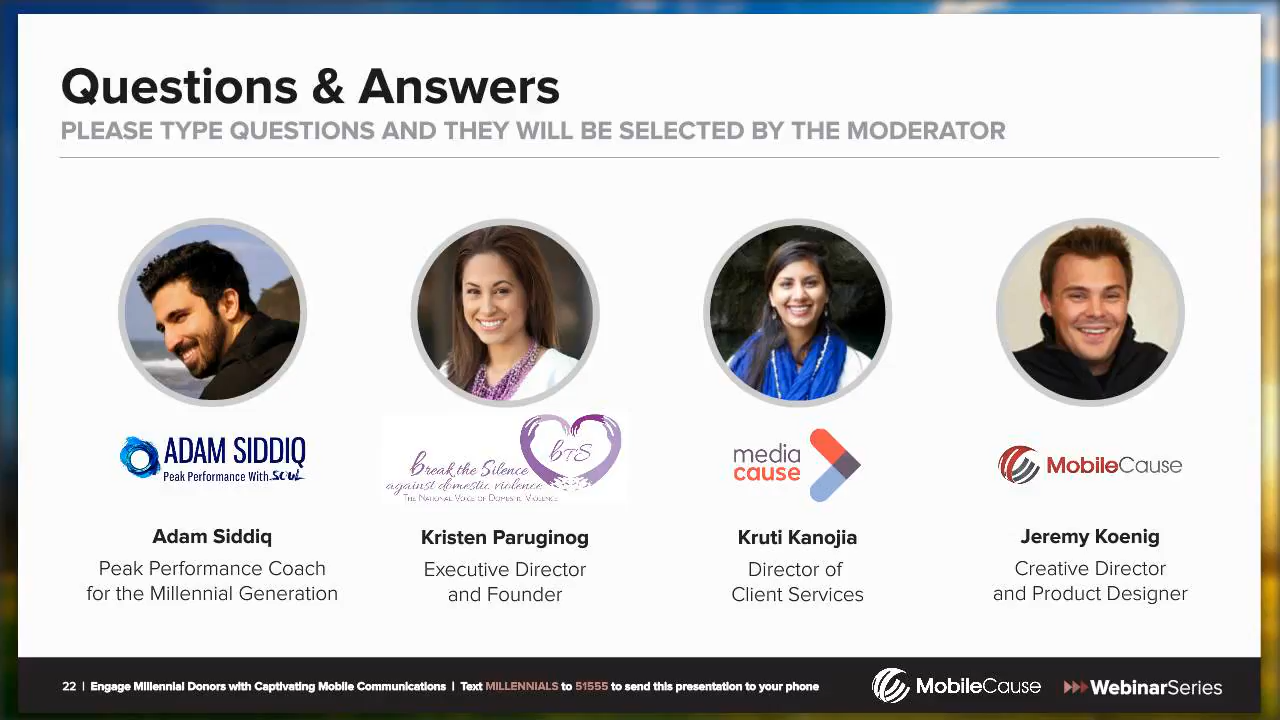 Questions & Answers
PLEASE TYPE QUESTIONS AND THEY WILL BE SELECTED BY THE MODERATOR
ADAM SIDDIQ
Peak Performance With SOUL
bTS
break the Silence
against domestic violence
THE NATIONAL VOICE OF DOMESTIC VIOLENCE
media
cause
MobileCause
Adam Siddiq
Peak Performance Coach
for the Millennial Generation
Kristen Paruginog
Executive Director
and Founder
Kruti Kanojia
Director of
Client Services
Jeremy Koenig
Creative Director
and Product Designer
22 | Engage Millennial Donors with Captivating Mobile Communications | Text MILLENNIALS to 51555 to send this presentation to your phone
MobileCause
WebinarSeries